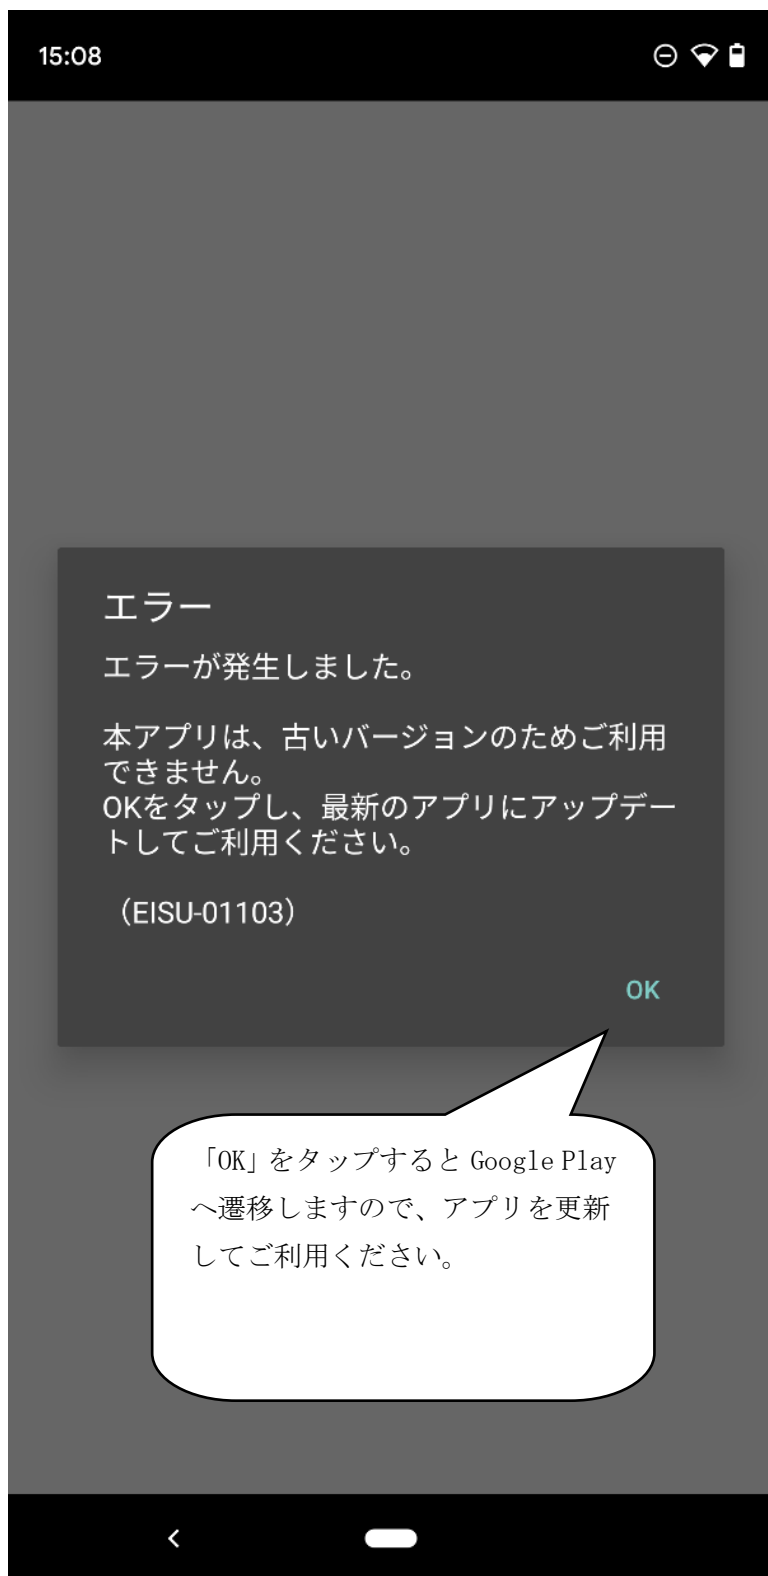 15:08
エラー
エラーが発生しました。
本アプリは、古いバージョンのためご利用
できません。
OKをタップし、最新のアプリにアップデー
トしてご利用ください。
（EISU-01103）
OK
「OK」をタップすると Google Play
へ遷移しますので、アプリを更新
してご利用ください。